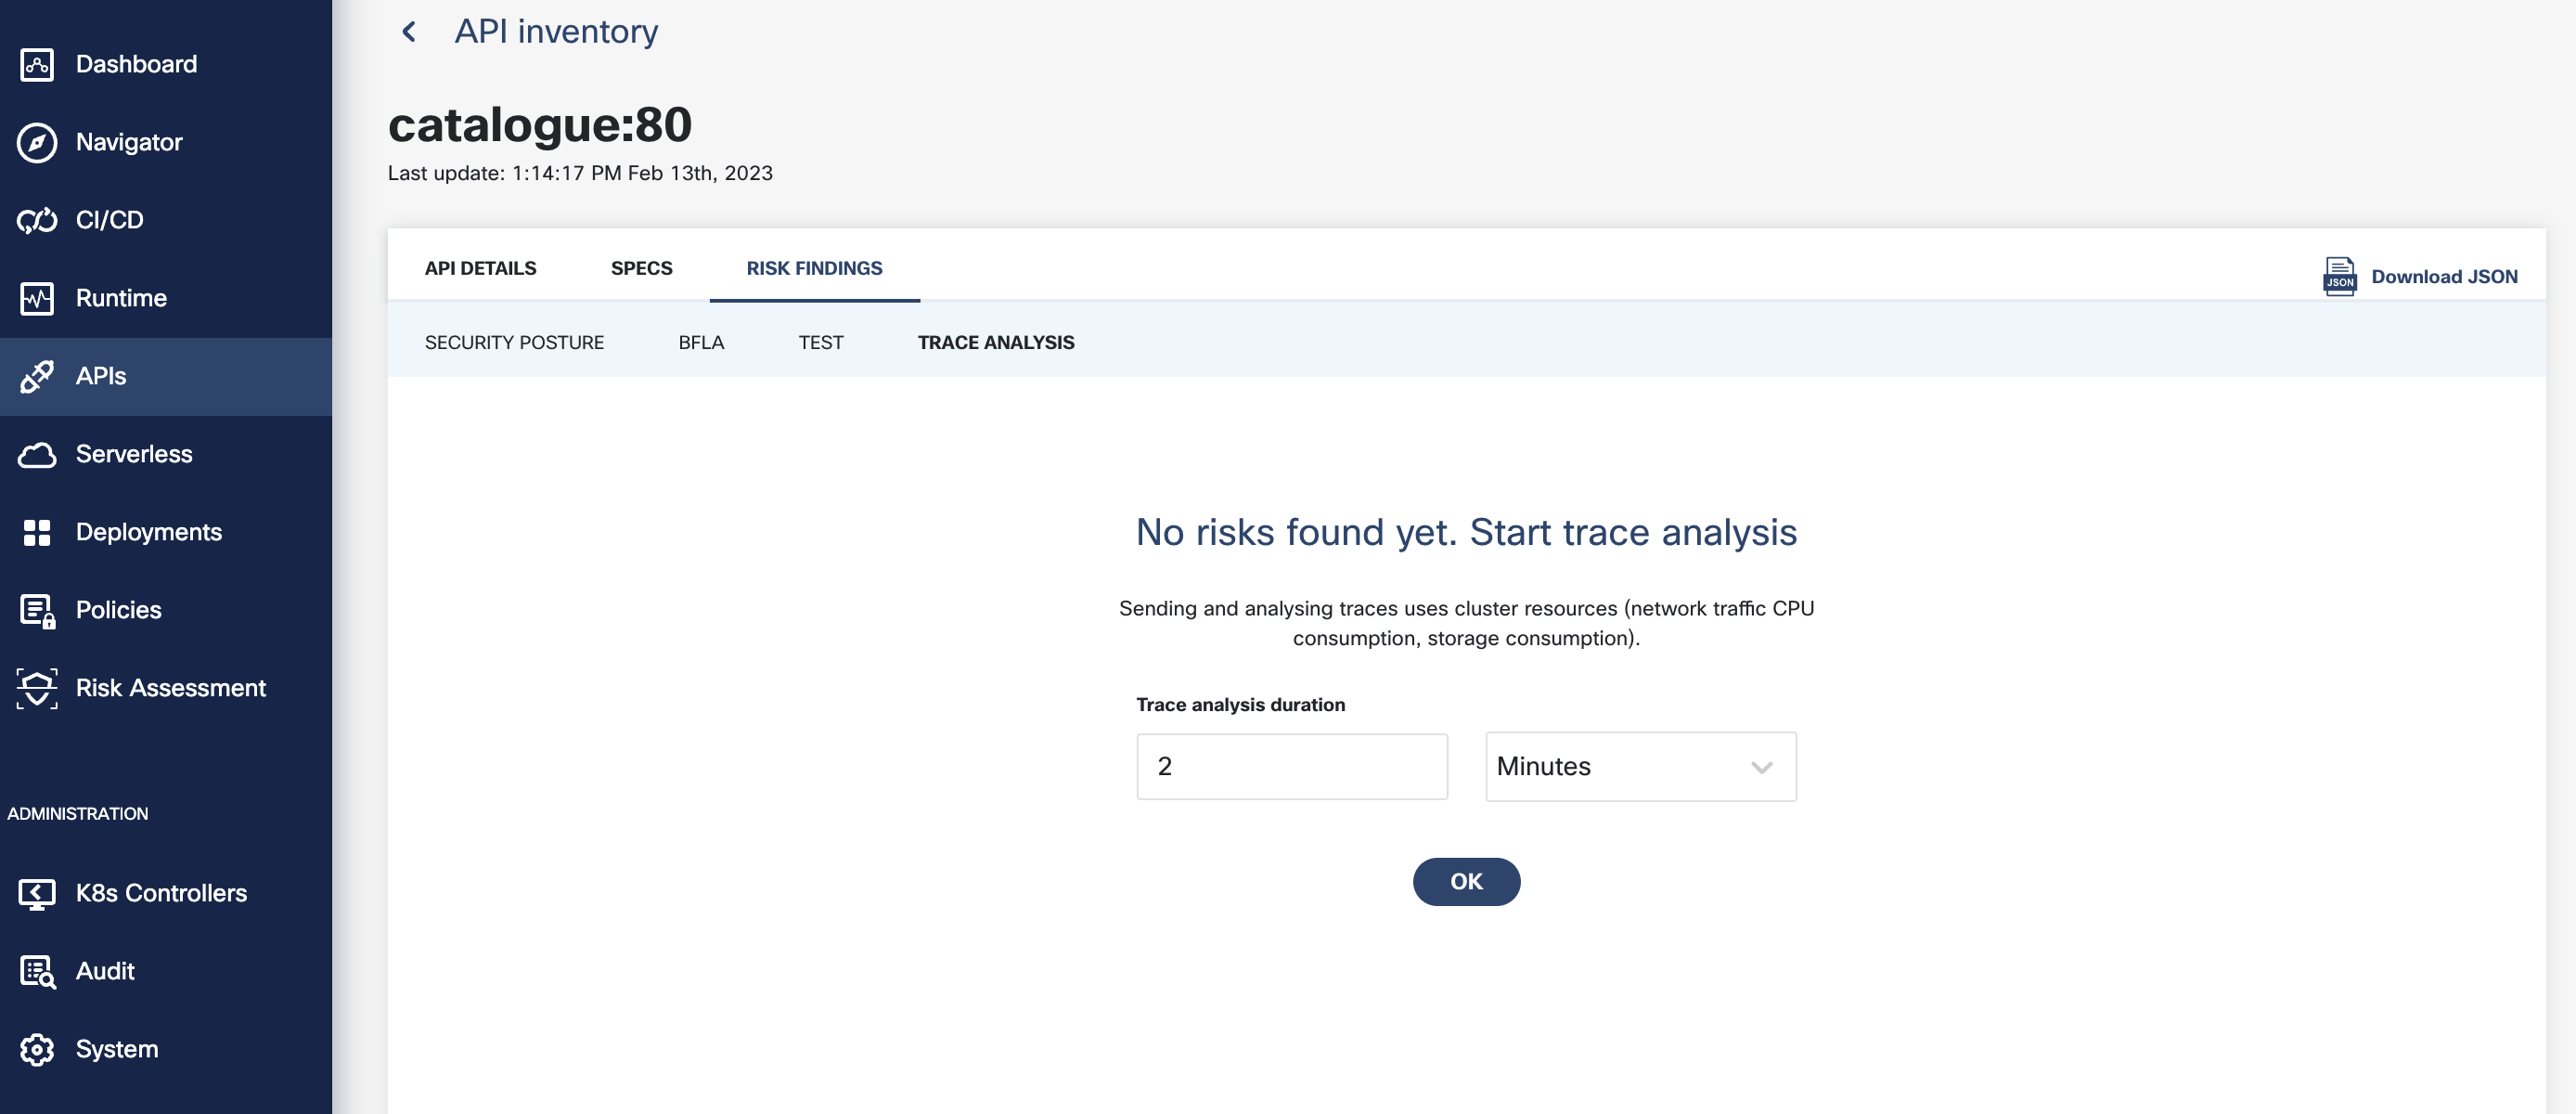 Dashboard
Navigator
CI/CD
Runtime
APIs
Serverless
Deployments
Policies
Risk Assessment
ADMINISTRATION
K8s Controllers
Audit
System
API inventory
catalogue:80
Last update: 1:14:17 PM Feb 13th, 2023
API DETAILS SPECS RISK FINDINGS
JSON Download JSON
SECURITY POSTURE BFLA TEST TRACE ANALYSIS
No risks found yet. Start trace analysis
Sending and analysing traces uses cluster resources (network traffic CPU
consumption, storage consumption).
Trace analysis duration
2 Minutes
OK